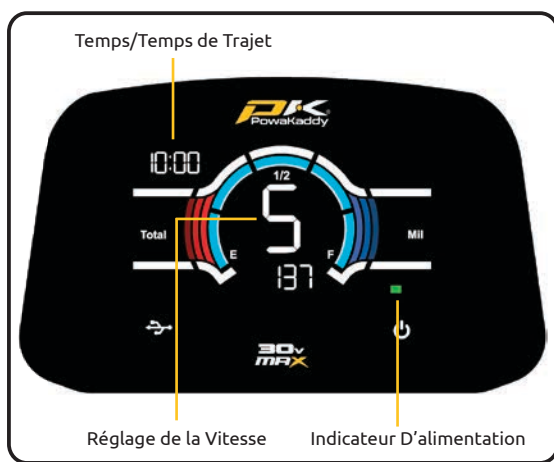 Temps/Temps de Trajet
PK
PowaKaddy
10:00
1/2
5
Total
Mil
E
F
137
30v
MAX
Réglage de la Vitesse
Indicateur D'alimentation